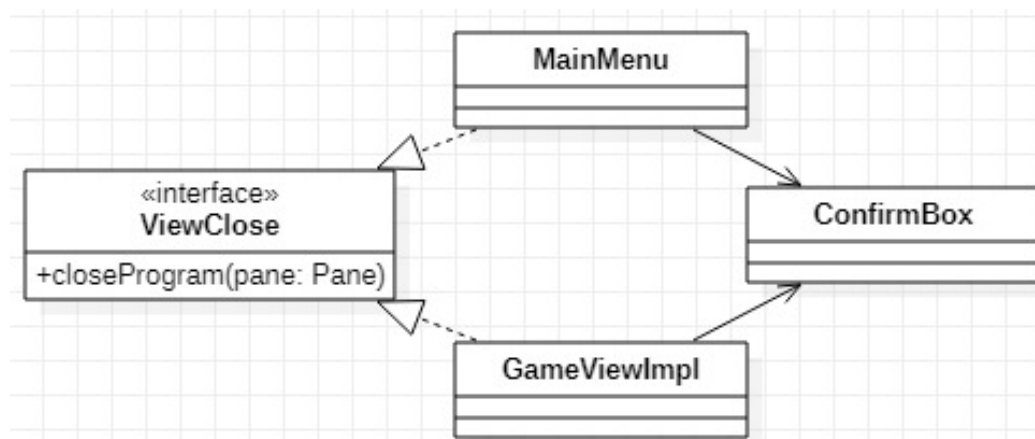 MainMenu
«interface»
ViewClose
+closeProgram(pane: Pane)
ConfirmBox
GameViewImpl